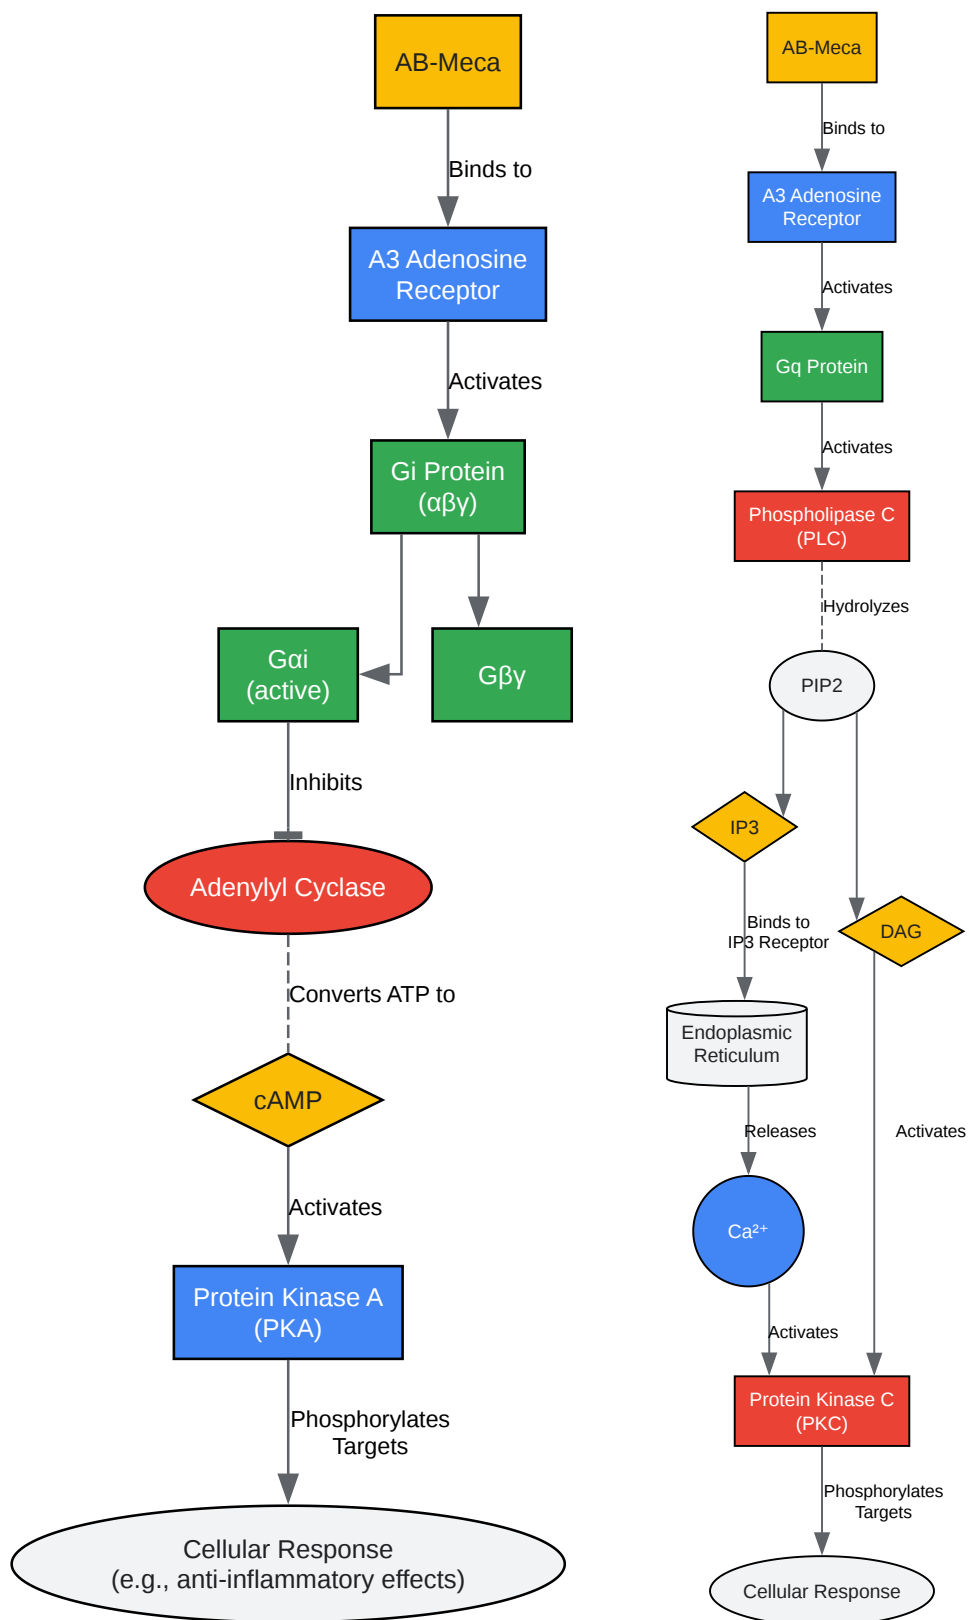 AB-Meca
Binds to
A3 Adenosine
Receptor
Activates
Gi Protein
(αβγ)
Gαi
(active)
Gβγ
Inhibits
Adenylyl Cyclase
Converts ATP to
cAMP
Activates
Protein Kinase A
(PKA)
Phosphorylates
Targets
Cellular Response
(e.g., anti-inflammatory effects)
AB-Meca
Binds to
A3 Adenosine
Receptor
Activates
Gq Protein
Activates
Phospholipase C
(PLC)
Hydrolyzes
PIP2
IP3
DAG
Binds to
IP3 Receptor
Endoplasmic
Reticulum
Releases
Activates
Ca²⁺
Activates
Protein Kinase C
(PKC)
Phosphorylates
Targets
Cellular Response